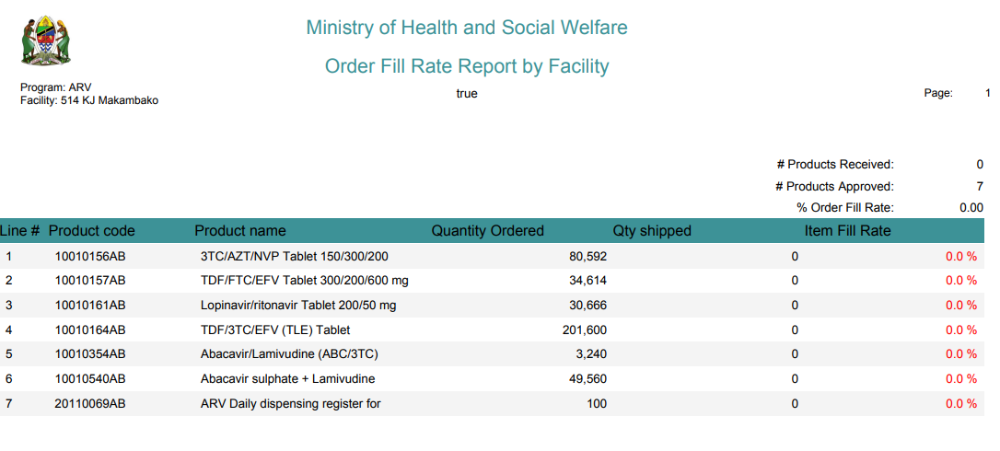 Ministry of Health and Social Welfare
Order Fill Rate Report by Facility
Program: ARV
Facility: 514 KJ Makambako
true
Page: 1
# Products Received: 0
# Products Approved: 7
% Order Fill Rate: 0.00
Line # Product code Product name Quantity Ordered Qty shipped Item Fill Rate
1 10010156AB 3TC/AZT/NVP Tablet 150/300/200 80,592 0 0.0 %
2 10010157AB TDF/FTC/EFV Tablet 300/200/600 mg 34,614 0 0.0 %
3 10010161AB Lopinavir/ritonavir Tablet 200/50 mg 30,666 0 0.0 %
4 10010164AB TDF/3TC/EFV (TLE) Tablet 201,600 0 0.0 %
5 10010354AB Abacavir/Lamivudine (ABC/3TC) 3,240 0 0.0 %
6 10010540AB Abacavir sulphate + Lamivudine 49,560 0 0.0 %
7 20110069AB ARV Daily dispensing register for 100 0 0.0 %